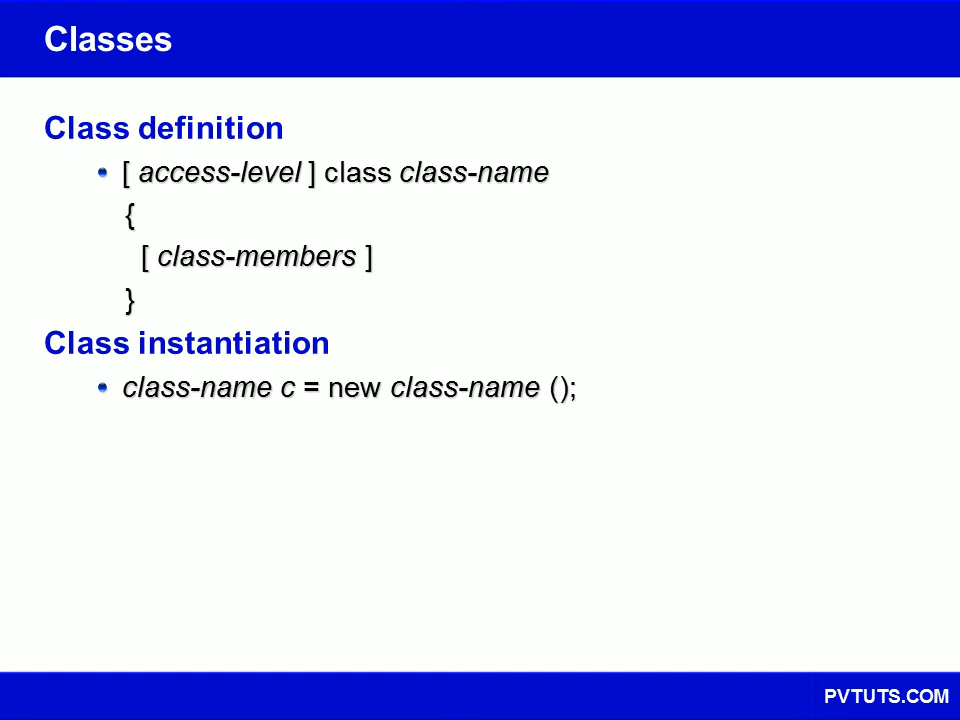 Classes
Class definition
• [ access-level ] class class-name
{
[ class-members ]
}
Class instantiation
• class-name c = new class-name ();
PVTUTS.COM